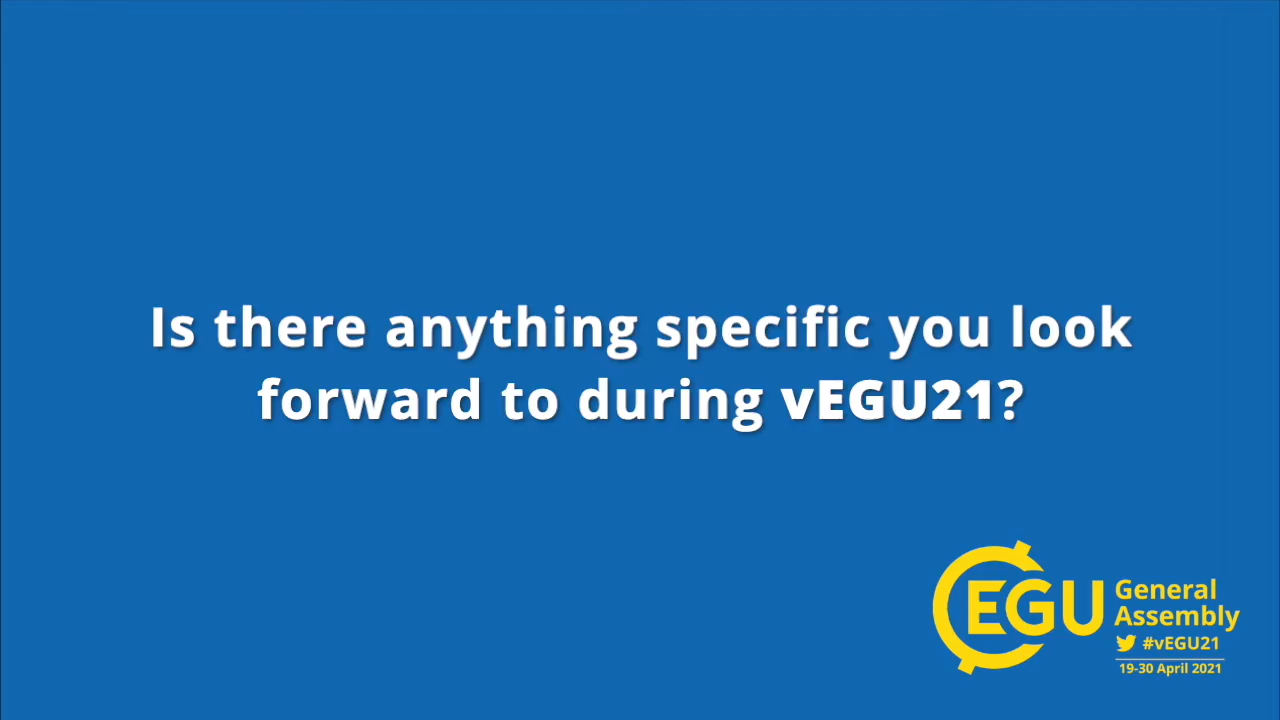 Is there anything specific you look
forward to during vEGU21?
EGU
General
Assembly
#vEGU21
19-30 April 2021